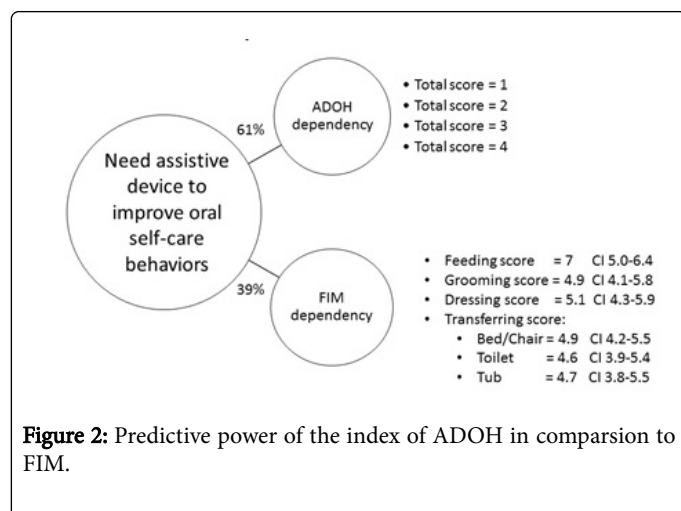 ADOH
dependency
• Total score = 1
• Total score = 2
• Total score = 3
• Total score = 4
61%
Need assistive
device to
improve oral
self-care
behaviors
39%
FIM
dependency
• Feeding score = 7 CI 5.0-6.4
• Grooming score = 4.9 CI 4.1-5.8
• Dressing score = 5.1 CI 4.3-5.9
• Transferring score:
• Bed/Chair = 4.9 CI 4.2-5.5
• Toilet = 4.6 CI 3.9-5.4
• Tub = 4.7 CI 3.8-5.5
Figure 2: Predictive power of the index of ADOH in comparsion to
FIM.